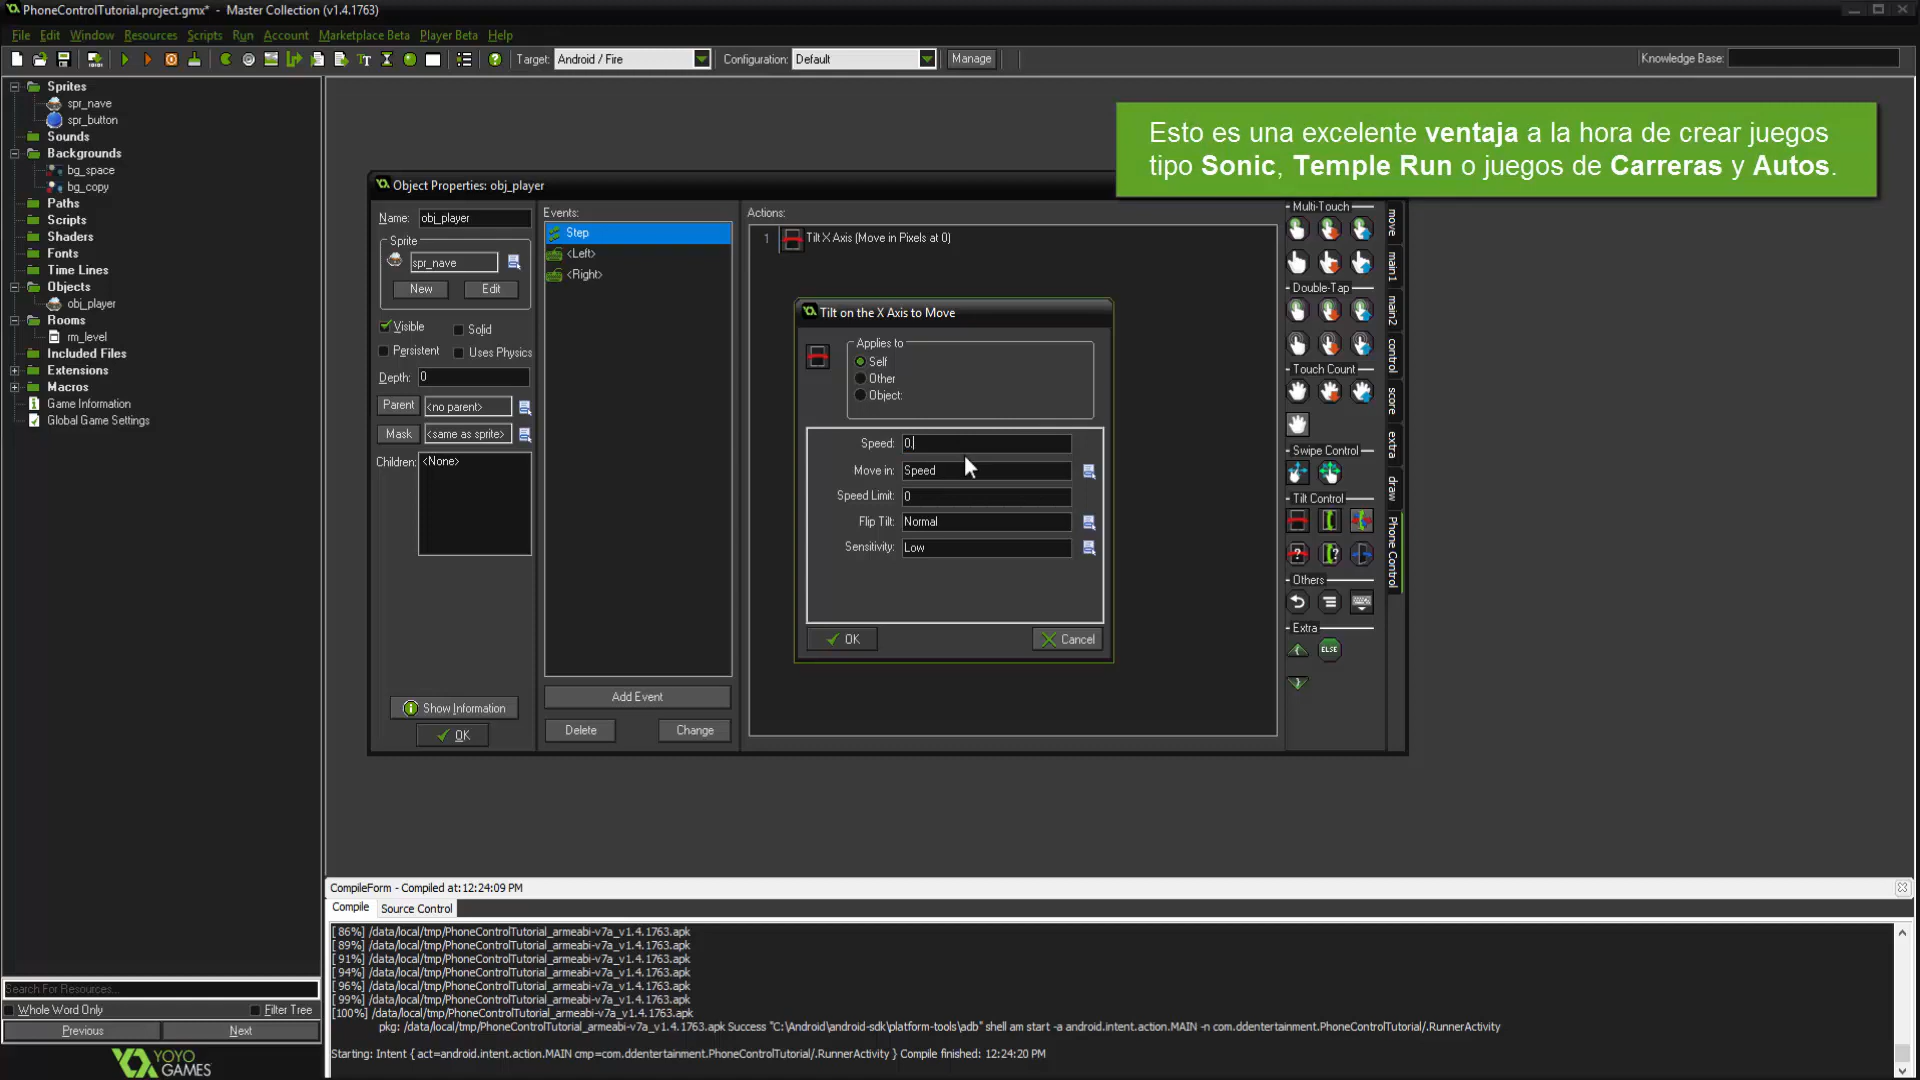 PhoneControlTutorial.project.gmx* - Master Collection (v1.4.1763)
File Edit Window Resources Scripts Run Account Marketplace Beta Player Beta Help
Target: Android / Fire Configuration: Default Manage Knowledge Base:
Sprites
spr_nave
spr_button
Sounds
Backgrounds
bg_space
bg_copy
Paths
Scripts
Shaders
Fonts
Time Lines
Objects
obj_player
Rooms
rm_level
Included Files
Extensions
Macros
Game Information
Global Game Settings
Search For Resources...
Whole Word Only Filter Tree
Previous Next
YOYO
GAMES
Esto es una excelente ventaja a la hora de crear juegos
tipo Sonic, Temple Run o juegos de Carreras y Autos.
Object Properties: obj_player
Name: obj_player
Sprite
spr_nave
New Edit
Visible Solid
Persistent Uses Physics
Depth: 0
Parent <no parent>
Mask <same as sprite>
Children: <None>
Show Information
OK
Events:
Step
<Left>
<Right>
Add Event
Delete Change
Actions:
1 Tilt X Axis (Move in Pixels at 0)
Tilt on the X Axis to Move
Applies to
Self
Other
Object:
Speed: 0.
Move in: Speed
Speed Limit: 0
Flip Tilt: Normal
Sensitivity: Low
OK Cancel
Multi-Touch
Double-Tap
Touch Count
Swipe Control
Tilt Control
? ?
Others
Extra
ELSE
move
main1
main2
control
score
extra
draw
Phone Control
CompileForm - Compiled at:12:24:09 PM
Compile Source Control
[ 86%] /data/local/tmp/PhoneControlTutorial_armeabi-v7a_v1.4.1763.apk
[ 89%] /data/local/tmp/PhoneControlTutorial_armeabi-v7a_v1.4.1763.apk
[ 91%] /data/local/tmp/PhoneControlTutorial_armeabi-v7a_v1.4.1763.apk
[ 94%] /data/local/tmp/PhoneControlTutorial_armeabi-v7a_v1.4.1763.apk
[ 96%] /data/local/tmp/PhoneControlTutorial_armeabi-v7a_v1.4.1763.apk
[ 99%] /data/local/tmp/PhoneControlTutorial_armeabi-v7a_v1.4.1763.apk
[100%] /data/local/tmp/PhoneControlTutorial_armeabi-v7a_v1.4.1763.apk
pkg: /data/local/tmp/PhoneControlTutorial_armeabi-v7a_v1.4.1763.apk Success "C:\Android\android-sdk\platform-tools\adb" shell am start -a android.intent.action.MAIN -n com.ddentertainment.PhoneControlTutorial/.RunnerActivity
Starting: Intent { act=android.intent.action.MAIN cmp=com.ddentertainment.PhoneControlTutorial/.RunnerActivity } Compile finished: 12:24:20 PM